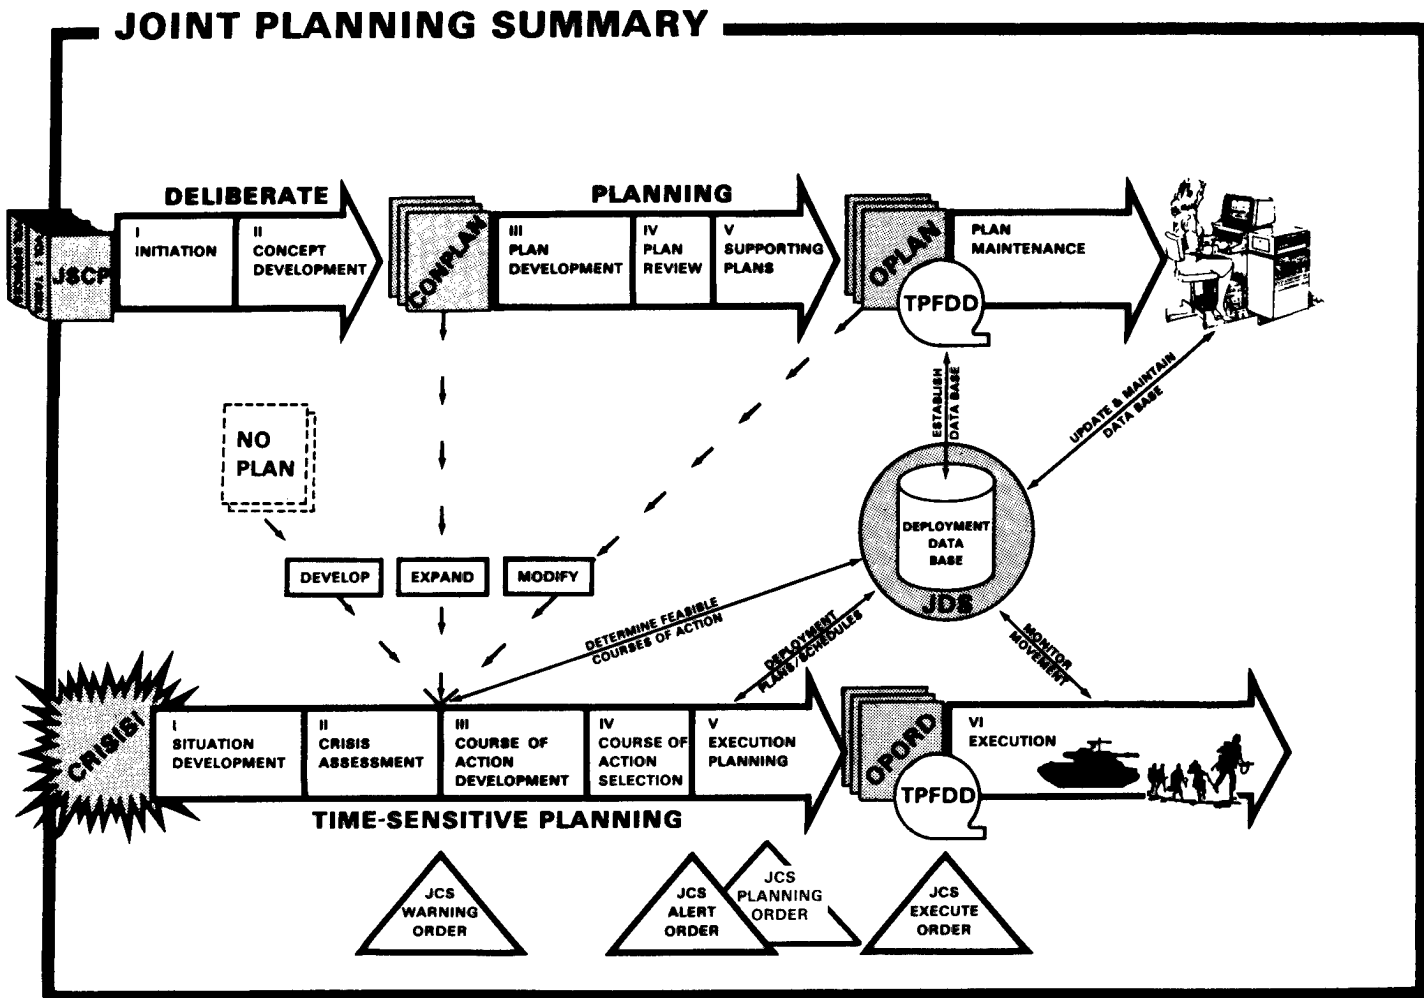 JOINT PLANNING SUMMARY
DELIBERATE
PLANNING
JSCP
I
INITIATION
II
CONCEPT
DEVELOPMENT
CONPLAN
III
PLAN
DEVELOPMENT
IV
PLAN
REVIEW
V
SUPPORTING
PLANS
OPLAN
TPFDD
PLAN
MAINTENANCE
NO
PLAN
ESTABLISH
DATA BASE
UPDATE & MAINTAIN
DATA BASE
DEPLOYMENT
DATA
BASE
JDS
DEVELOP
EXPAND
MODIFY
DETERMINE FEASIBLE
COURSES OF ACTION
DEPLOYMENT
PLANS/SCHEDULES
MONITOR
MOVEMENT
CRISIS!
I
SITUATION
DEVELOPMENT
II
CRISIS
ASSESSMENT
III
COURSE OF
ACTION
DEVELOPMENT
IV
COURSE OF
ACTION
SELECTION
V
EXECUTION
PLANNING
OPORD
TPFDD
VI
EXECUTION
TIME-SENSITIVE PLANNING
JCS
WARNING
ORDER
JCS
ALERT
ORDER
JCS
PLANNING
ORDER
JCS
EXECUTE
ORDER